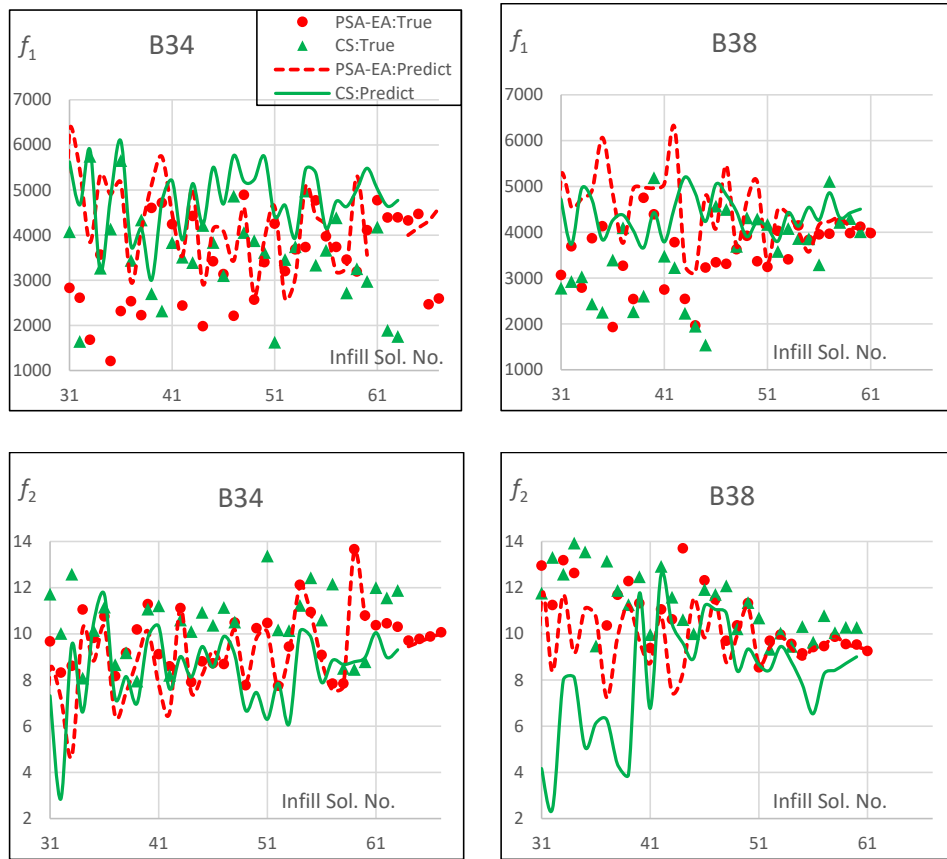 f1
B34
PSA-EA:True
CS:True
PSA-EA:Predict
CS:Predict
7000
6000
5000
4000
3000
2000
1000
Infill Sol. No.
31 41 51 61
f1
B38
7000
6000
5000
4000
3000
2000
1000
Infill Sol. No.
31 41 51 61
f2
B34
14
12
10
8
6
4
2
Infill Sol. No.
31 41 51 61
f2
B38
14
12
10
8
6
4
2
Infill Sol. No.
31 41 51 61